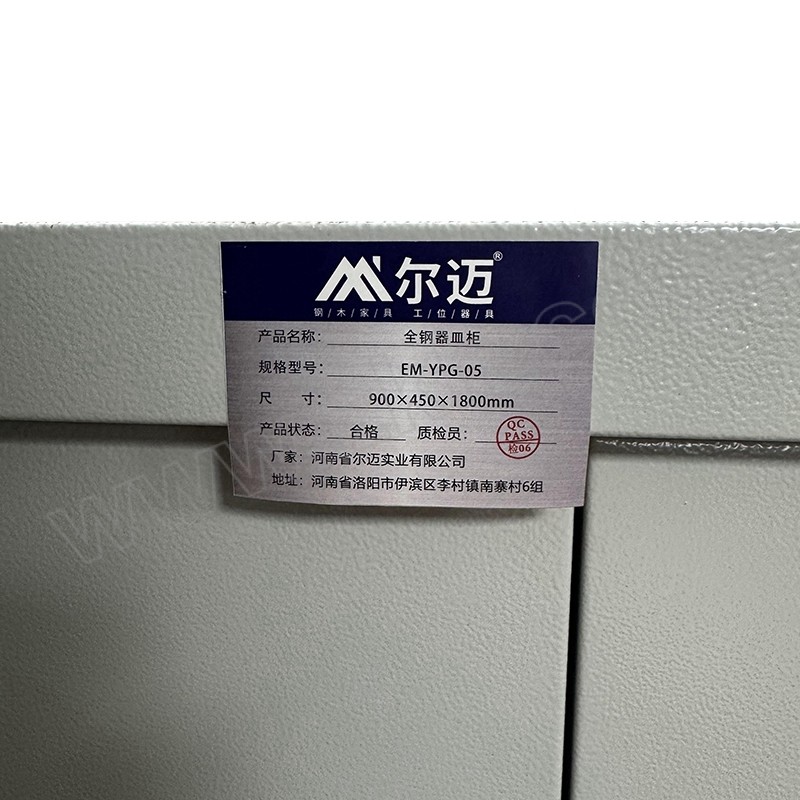 尔迈®
钢/木/家/具 工/位/器/具
产品名称: 全钢器皿柜
规格型号: EM-YPG-05
尺 寸: 900×450×1800mm
产品状态: 合格 质检员: QC PASS 检06
厂家: 河南省尔迈实业有限公司
地址: 河南省洛阳市伊滨区李村镇南寨村6组